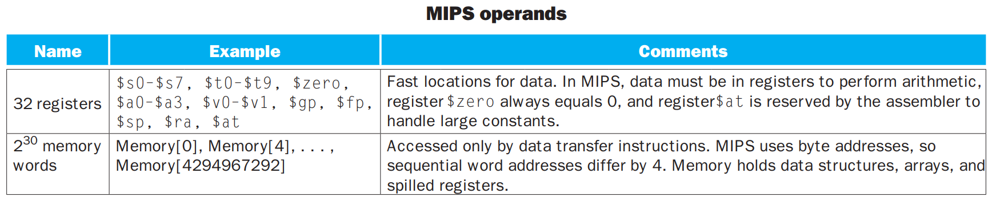 MIPS operands
Name Example Comments
32 registers
$s0-$s7, $t0-$t9, $zero,
$a0-$a3, $v0-$v1, $gp, $fp,
$sp, $ra, $at
Fast locations for data. In MIPS, data must be in registers to perform arithmetic,
register $zero always equals 0, and register$at is reserved by the assembler to
handle large constants.
2³⁰ memory
words
Memory[0], Memory[4], . . . ,
Memory[4294967292]
Accessed only by data transfer instructions. MIPS uses byte addresses, so
sequential word addresses differ by 4. Memory holds data structures, arrays, and
spilled registers.